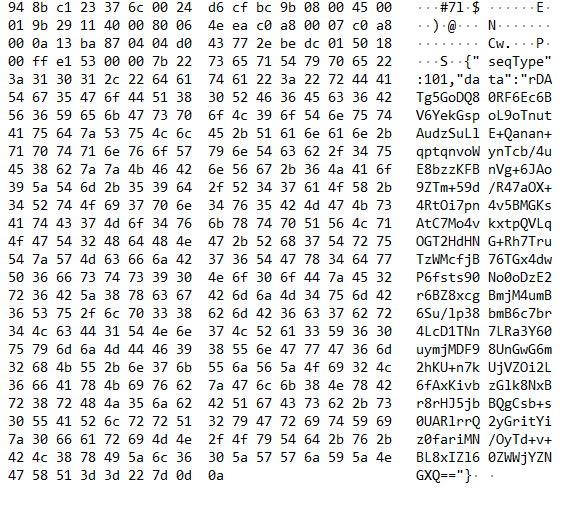 94 8b c1 23 37 6c 00 24  d6 cf bc 9b 08 00 45 00   ···#7l·$ ······E·
01 9b 29 11 40 00 80 06  4e ea c0 a8 00 07 c0 a8   ··)·@··· N·······
00 0a 13 ba 87 04 04 d0  43 77 2e be dc 01 50 18   ········ Cw.···P·
00 ff e1 53 00 00 7b 22  73 65 71 54 79 70 65 22   ···S··{" seqType"
3a 31 30 31 2c 22 64 61  74 61 22 3a 22 72 44 41   :101,"da ta":"rDA
54 67 35 47 6f 44 51 38  30 52 46 36 45 63 36 42   Tg5GoDQ8 0RF6Ec6B
56 36 59 65 6b 47 73 70  6f 4c 39 6f 54 6e 75 74   V6YekGsp oL9oTnut
41 75 64 7a 53 75 4c 6c  45 2b 51 61 6e 61 6e 2b   AudzSuLl E+Qanan+
71 70 74 71 6e 76 6f 57  79 6e 54 63 62 2f 34 75   qptqnvoW ynTcb/4u
45 38 62 7a 7a 4b 46 42  6e 56 67 2b 36 4a 41 6f   E8bzzKFB nVg+6JAo
39 5a 54 6d 2b 35 39 64  2f 52 34 37 61 4f 58 2b   9ZTm+59d /R47aOX+
34 52 74 4f 69 37 70 6e  34 76 35 42 4d 47 4b 73   4RtOi7pn 4v5BMGKs
41 74 43 37 4d 6f 34 76  6b 78 74 70 51 56 4c 71   AtC7Mo4v kxtpQVLq
4f 47 54 32 48 64 48 4e  47 2b 52 68 37 54 72 75   OGT2HdHN G+Rh7Tru
54 7a 57 4d 63 66 6a 42  37 36 54 47 78 34 64 77   TzWMcfjB 76TGx4dw
50 36 66 73 74 73 39 30  4e 6f 30 6f 44 7a 45 32   P6fsts90 No0oDzE2
72 36 42 5a 38 78 63 67  42 6d 6a 4d 34 75 6d 42   r6BZ8xcg BmjM4umB
36 53 75 2f 6c 70 33 38  62 6d 42 36 63 37 62 72   6Su/lp38 bmB6c7br
34 4c 63 44 31 54 4e 6e  37 4c 52 61 33 59 36 30   4LcD1TNn 7LRa3Y60
75 79 6d 6a 4d 44 46 39  38 55 6e 47 77 47 36 6d   uymjMDF9 8UnGwG6m
32 68 4b 55 2b 6e 37 6b  55 6a 56 5a 4f 69 32 4c   2hKU+n7k UjVZOi2L
36 66 41 78 4b 69 76 62  7a 47 6c 6b 38 4e 78 42   6fAxKivb zGlk8NxB
72 38 72 48 4a 35 6a 62  42 51 67 43 73 62 2b 73   r8rHJ5jb BQgCsb+s
30 55 41 52 6c 72 72 51  32 79 47 72 69 74 59 69   0UARlrrQ 2yGritYi
7a 30 66 61 72 69 4d 4e  2f 4f 79 54 64 2b 76 2b   z0fariMN /OyTd+v+
42 4c 38 78 49 5a 6c 36  30 5a 57 57 6a 59 5a 4e   BL8xIZl6 0ZWWjYZN
47 58 51 3d 3d 22 7d 0d  0a   GXQ=="}· ·